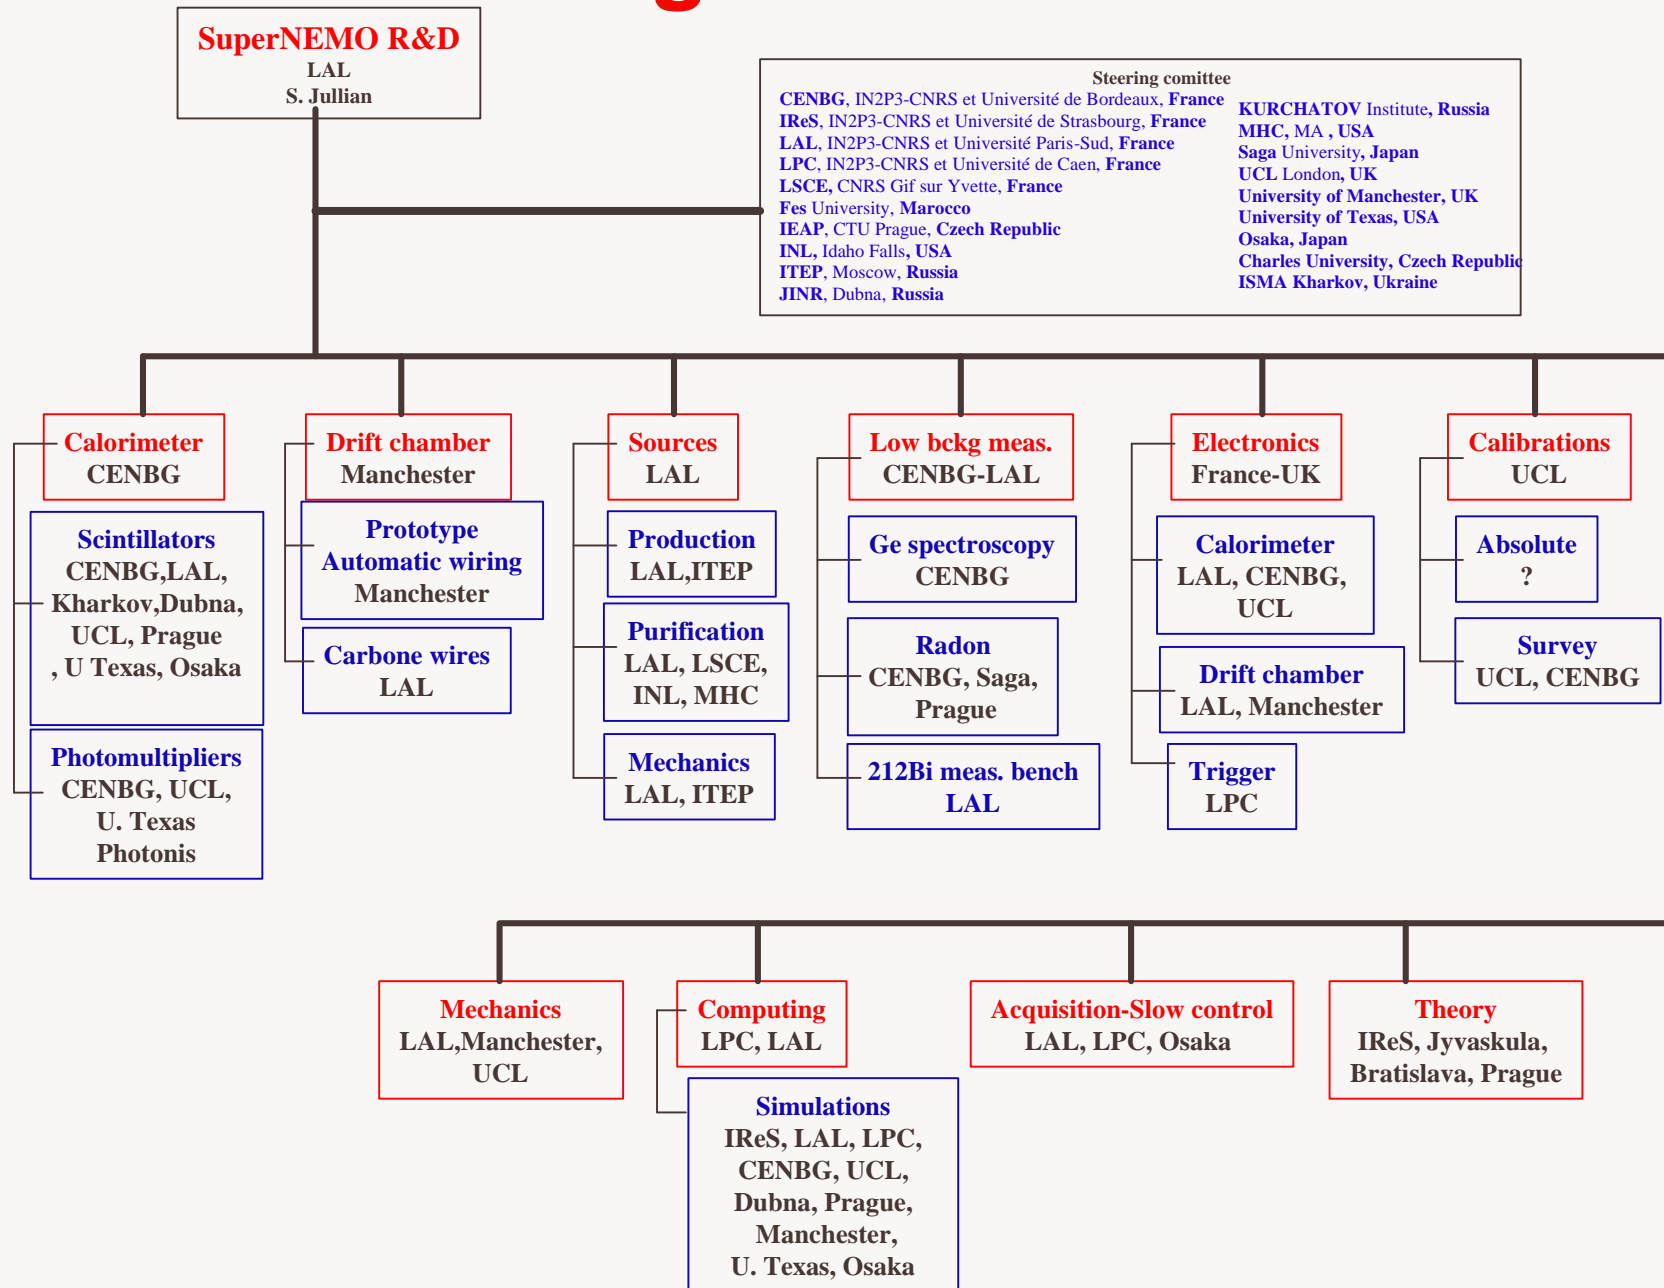 g
SuperNEMO R&D
LAL
S. Jullian
Steering comittee
CENBG, IN2P3-CNRS et Université de Bordeaux, France
IReS, IN2P3-CNRS et Université de Strasbourg, France
LAL, IN2P3-CNRS et Université Paris-Sud, France
LPC, IN2P3-CNRS et Université de Caen, France
LSCE, CNRS Gif sur Yvette, France
Fes University, Marocco
IEAP, CTU Prague, Czech Republic
INL, Idaho Falls, USA
ITEP, Moscow, Russia
JINR, Dubna, Russia
KURCHATOV Institute, Russia
MHC, MA , USA
Saga University, Japan
UCL London, UK
University of Manchester, UK
University of Texas, USA
Osaka, Japan
Charles University, Czech Republic
ISMA Kharkov, Ukraine
Calorimeter
CENBG
Scintillators
CENBG,LAL,
Kharkov,Dubna,
UCL, Prague
, U Texas, Osaka
Photomultipliers
CENBG, UCL,
U. Texas
Photonis
Drift chamber
Manchester
Prototype
Automatic wiring
Manchester
Carbone wires
LAL
Sources
LAL
Production
LAL,ITEP
Purification
LAL, LSCE,
INL, MHC
Mechanics
LAL, ITEP
Low bckg meas.
CENBG-LAL
Ge spectroscopy
CENBG
Radon
CENBG, Saga,
Prague
212Bi meas. bench
LAL
Electronics
France-UK
Calorimeter
LAL, CENBG,
UCL
Drift chamber
LAL, Manchester
Trigger
LPC
Calibrations
UCL
Absolute
?
Survey
UCL, CENBG
Mechanics
LAL,Manchester,
UCL
Computing
LPC, LAL
Simulations
IReS, LAL, LPC,
CENBG, UCL,
Dubna, Prague,
Manchester,
U. Texas, Osaka
Acquisition-Slow control
LAL, LPC, Osaka
Theory
IReS, Jyvaskula,
Bratislava, Prague